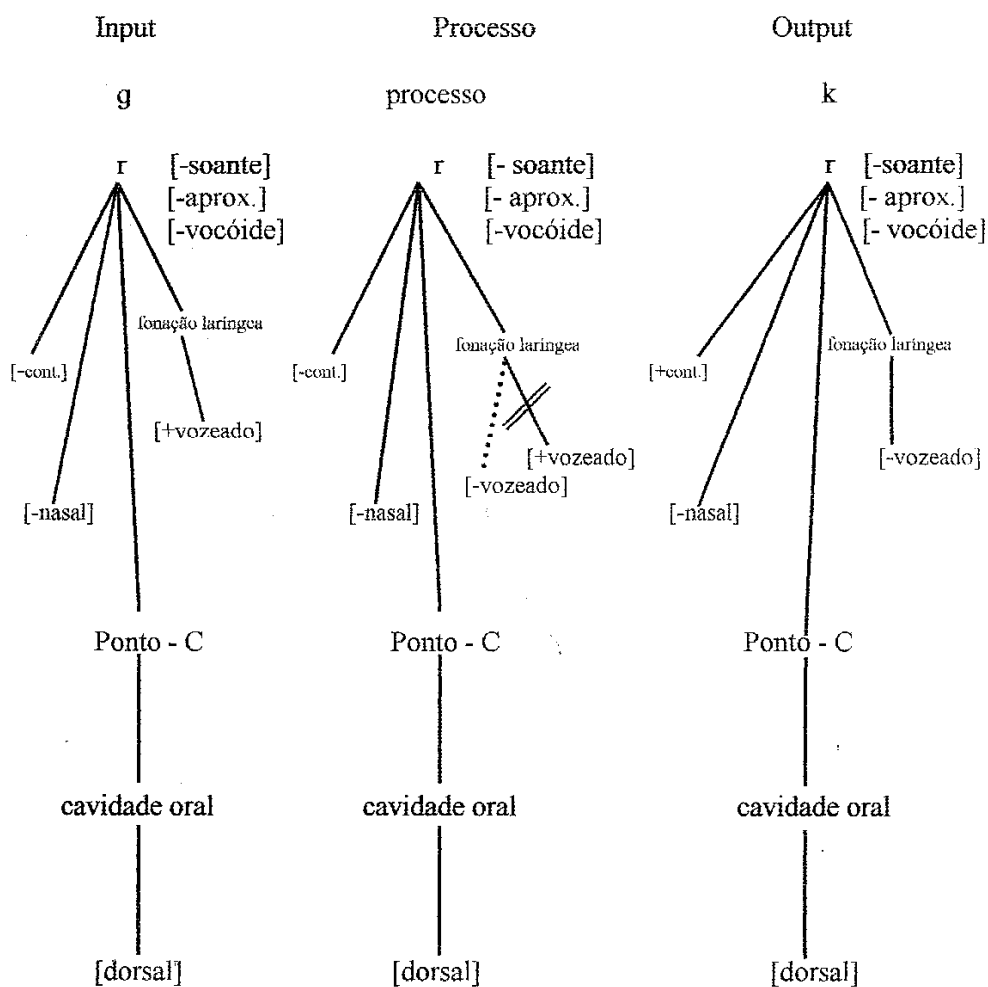 Input Processo Output
g processo k
r [-soante] r [- soante] r [-soante]
[-aprox.] [- aprox.] [- aprox.]
[-vocóide] [-vocóide] [- vocóide]
fonação laríngea fonação laríngea fonação laríngea
[-cont.] [-cont.] [+cont.]
[+vozeado] [+vozeado] [-vozeado]
[-vozeado]
[-nasal] [-nasal] [-nasal]
Ponto - C Ponto - C Ponto - C
cavidade oral cavidade oral cavidade oral
[dorsal] [dorsal] [dorsal]